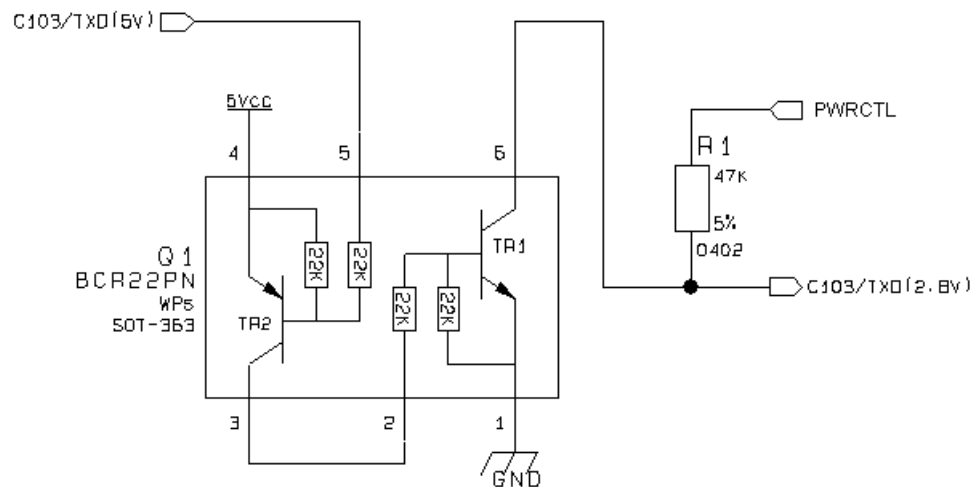 C103/TXD(5V)
5VCC
PWRCTL
4
5
6
R1
47K
5%
0402
Q1
BCR22PN
WPs
SOT-363
22K
22K
TR1
22K
22K
TR2
C103/TXD(2.8V)
3
2
1
GND